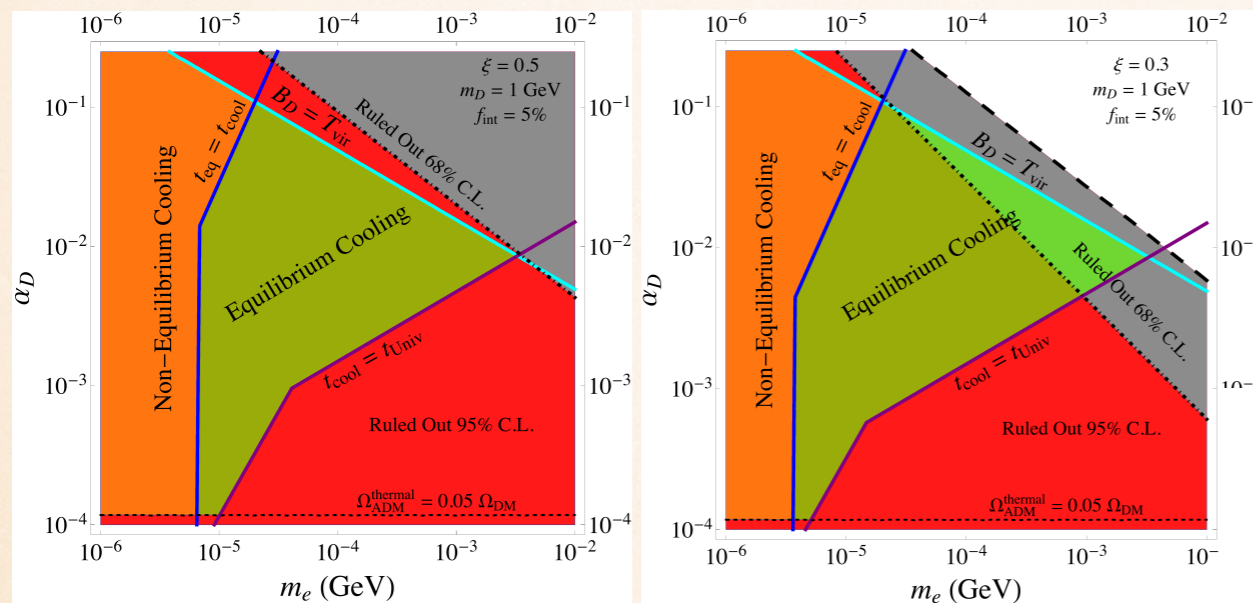 10⁻⁶ 10⁻⁵ 10⁻⁴ 10⁻³ 10⁻²
ξ = 0.5
m_D = 1 GeV
f_int = 5%
10⁻¹
10⁻²
10⁻³
10⁻⁴
α_D
Non−Equilibrium Cooling
t_eq = t_cool
B_D = T_vir
Ruled Out 68% C.L.
Equilibrium Cooling
t_cool = t_Univ
Ruled Out 95% C.L.
Ω_ADM^thermal = 0.05 Ω_DM
10⁻⁶ 10⁻⁵ 10⁻⁴ 10⁻³ 10⁻²
m_e (GeV)
10⁻⁶ 10⁻⁵ 10⁻⁴ 10⁻³ 10⁻
ξ = 0.3
m_D = 1 GeV
f_int = 5%
10⁻¹ 10⁻
10⁻² 10⁻
10⁻³ 10⁻
10⁻⁴
α_D
Non−Equilibrium Cooling
t_eq = t_cool
B_D = T_vir
Equilibrium Cooling
Ruled Out 68% C.L.
t_cool = t_Univ
Ruled Out 95% C.L.
Ω_ADM^thermal = 0.05 Ω_DM
10⁻⁶ 10⁻⁵ 10⁻⁴ 10⁻³ 10⁻
m_e (GeV)